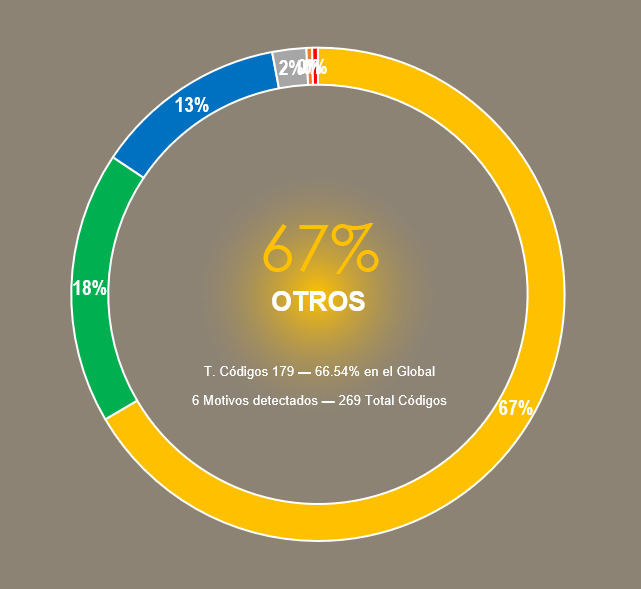 2%
13%
67%
OTROS
18%
T. Códigos 179 — 66.54% en el Global
6 Motivos detectados — 269 Total Códigos
67%